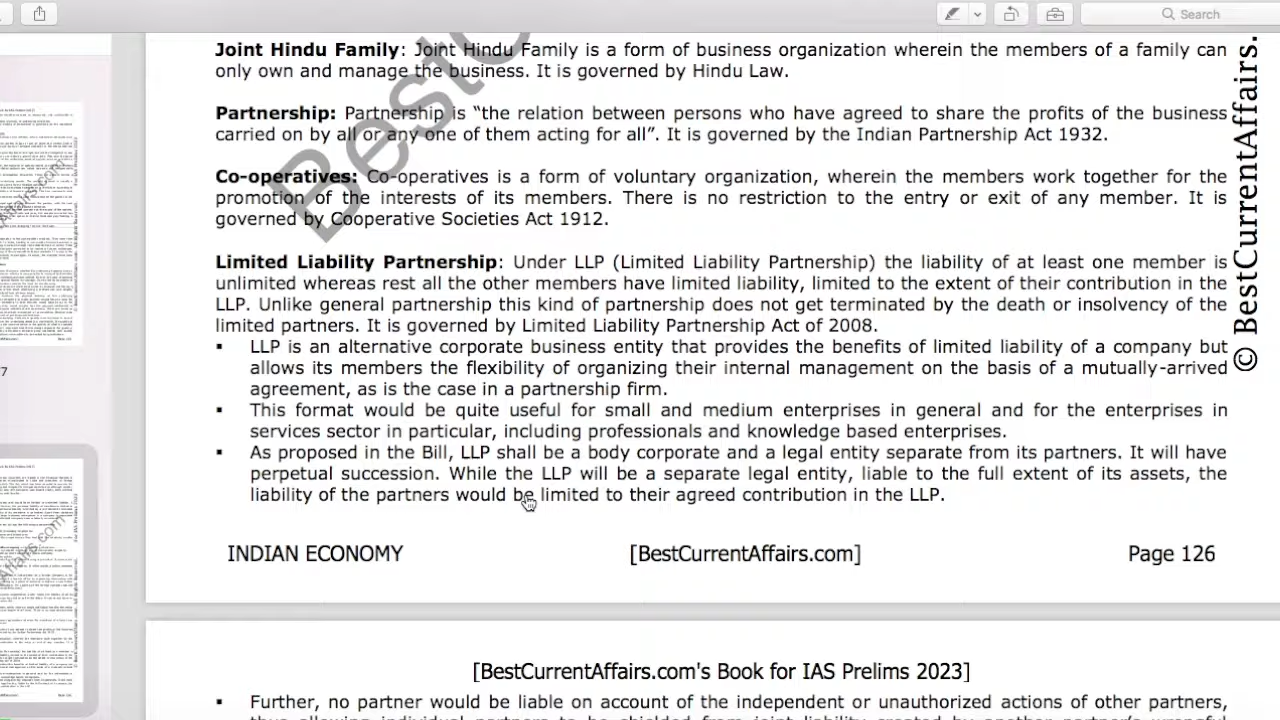 Search
Joint Hindu Family: Joint Hindu Family is a form of business organization wherein the members of a family can
only own and manage the business. It is governed by Hindu Law.
Partnership: Partnership is “the relation between persons who have agreed to share the profits of the business
carried on by all or any one of them acting for all”. It is governed by the Indian Partnership Act 1932.
Co-operatives: Co-operatives is a form of voluntary organization, wherein the members work together for the
promotion of the interests of its members. There is no restriction to the entry or exit of any member. It is
governed by Cooperative Societies Act 1912.
Limited Liability Partnership: Under LLP (Limited Liability Partnership) the liability of at least one member is
unlimited whereas rest all the other members have limited liability, limited to the extent of their contribution in the
LLP. Unlike general partnership this kind of partnership does not get terminated by the death or insolvency of the
limited partners. It is governed by Limited Liability Partnership Act of 2008.
▪ LLP is an alternative corporate business entity that provides the benefits of limited liability of a company but
allows its members the flexibility of organizing their internal management on the basis of a mutually-arrived
agreement, as is the case in a partnership firm.
▪ This format would be quite useful for small and medium enterprises in general and for the enterprises in
services sector in particular, including professionals and knowledge based enterprises.
▪ As proposed in the Bill, LLP shall be a body corporate and a legal entity separate from its partners. It will have
perpetual succession. While the LLP will be a separate legal entity, liable to the full extent of its assets, the
liability of the partners would be limited to their agreed contribution in the LLP.
INDIAN ECONOMY [BestCurrentAffairs.com] Page 126
© BestCurrentAffairs.
[BestCurrentAffairs.com’s Book for IAS Prelims 2023]
▪ Further, no partner would be liable on account of the independent or unauthorized actions of other partners,
thus allowing individual partners to be shielded from joint liability created by another partner's wrongful